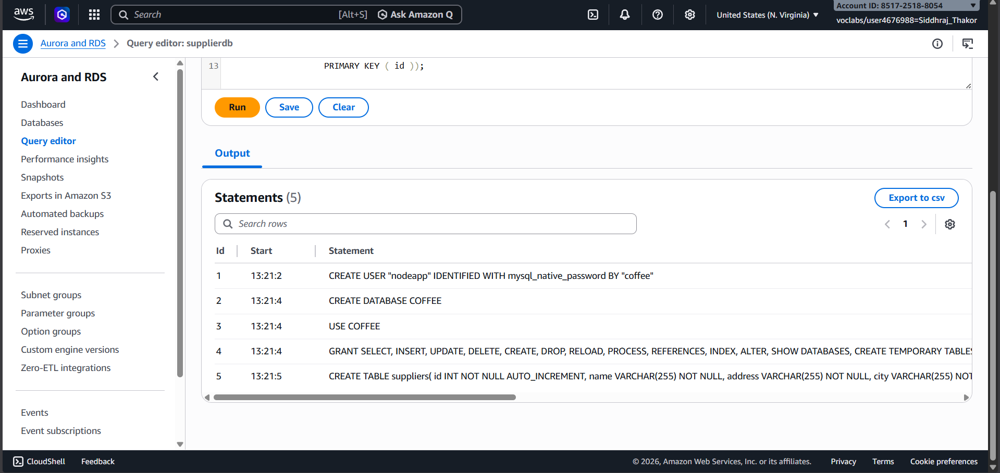 aws
Search [Alt+S] Ask Amazon Q
United States (N. Virginia)
Account ID: 8517-2518-8054
voclabs/user4676988=Siddhraj_Thakor
Aurora and RDS
Query editor: supplierdb
Aurora and RDS
Dashboard
Databases
Query editor
Performance insights
Snapshots
Exports in Amazon S3
Automated backups
Reserved instances
Proxies
Subnet groups
Parameter groups
Option groups
Custom engine versions
Zero-ETL integrations
Events
Event subscriptions
13 PRIMARY KEY ( id ));
Run Save Clear
Output
Statements (5)
Export to csv
Search rows
1
Id Start Statement
1 13:21:2 CREATE USER "nodeapp" IDENTIFIED WITH mysql_native_password BY "coffee"
2 13:21:4 CREATE DATABASE COFFEE
3 13:21:4 USE COFFEE
4 13:21:4 GRANT SELECT, INSERT, UPDATE, DELETE, CREATE, DROP, RELOAD, PROCESS, REFERENCES, INDEX, ALTER, SHOW DATABASES, CREATE TEMPORARY TABLES
5 13:21:5 CREATE TABLE suppliers( id INT NOT NULL AUTO_INCREMENT, name VARCHAR(255) NOT NULL, address VARCHAR(255) NOT NULL, city VARCHAR(255) NOT
CloudShell Feedback
© 2026, Amazon Web Services, Inc. or its affiliates. Privacy Terms Cookie preferences